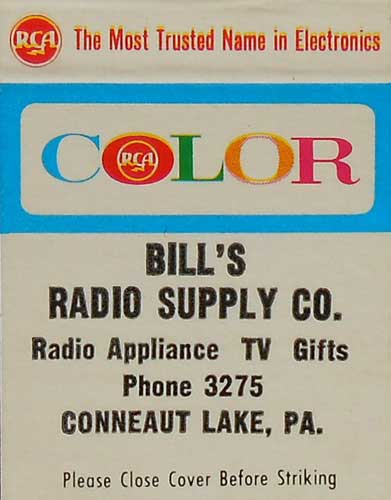 RCA The Most Trusted Name in Electronics
COLOR
RCA
BILL'S
RADIO SUPPLY CO.
Radio Appliance TV Gifts
Phone 3275
CONNEAUT LAKE, PA.
Please Close Cover Before Striking